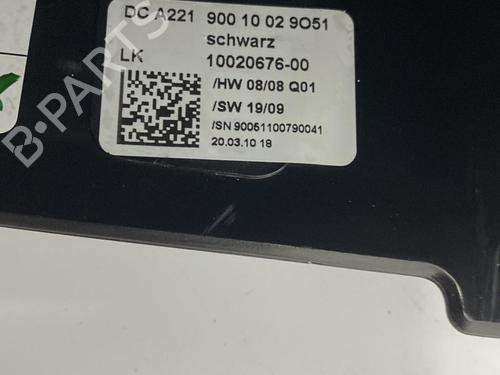 DC A221 900 10 02 9O51
schwarz
LK 10020676-00
/HW 08/08 Q01
/SW 19/09
/SN 90051100790041
20.03.10 18
B-PARTS